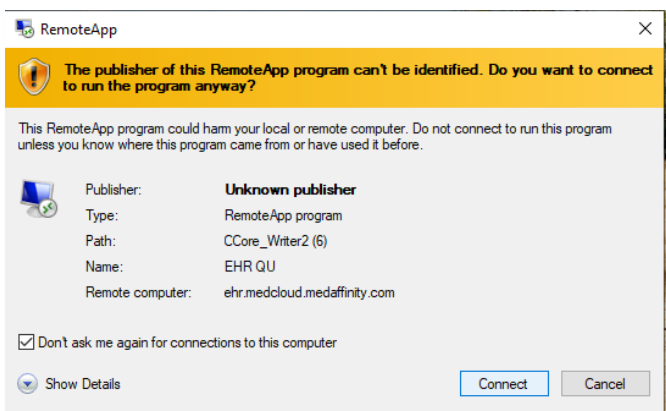 RemoteApp
The publisher of this RemoteApp program can't be identified. Do you want to connect
to run the program anyway?
This RemoteApp program could harm your local or remote computer. Do not connect to run this program
unless you know where this program came from or have used it before.
Publisher: Unknown publisher
Type: RemoteApp program
Path: CCore_Writer2 (6)
Name: EHR QU
Remote computer: ehr.medcloud.medaffinity.com
Don't ask me again for connections to this computer
Show Details Connect Cancel